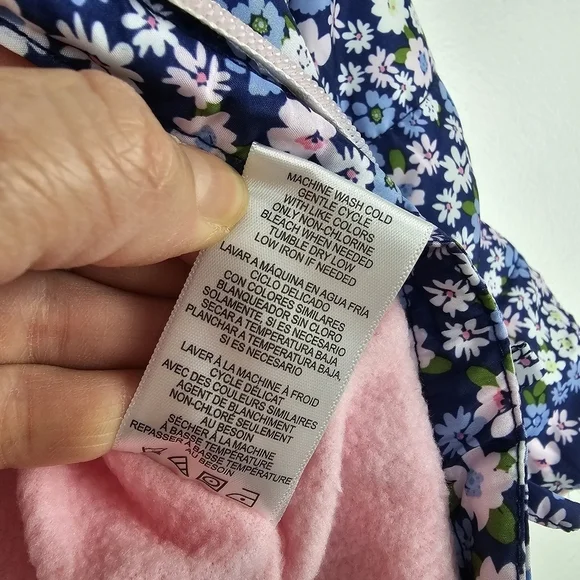 MACHINE WASH COLD
GENTLE CYCLE
WITH LIKE COLORS
ONLY NON-CHLORINE
BLEACH WHEN NEEDED
TUMBLE DRY LOW
LOW IRON IF NEEDED
LAVAR A MÁQUINA EN AGUA FRÍA
CICLO DELICADO
CON COLORES SIMILARES
BLANQUEADOR SIN CLORO
SOLAMENTE, SI ES NECESARIO
SECAR A TEMPERATURA BAJA
PLANCHAR A TEMPERATURA BAJA,
SI ES NECESARIO
LAVER À LA MACHINE À FROID
CYCLE DÉLICAT
AVEC DES COULEURS SIMILAIRES
AGENT DE BLANCHIMENT
NON-CHLORÉ SEULEMENT
AU BESOIN
SÉCHER À LA MACHINE
À BASSE TEMPÉRATURE
REPASSER À BASSE TEMPÉRATURE
AU BESOIN